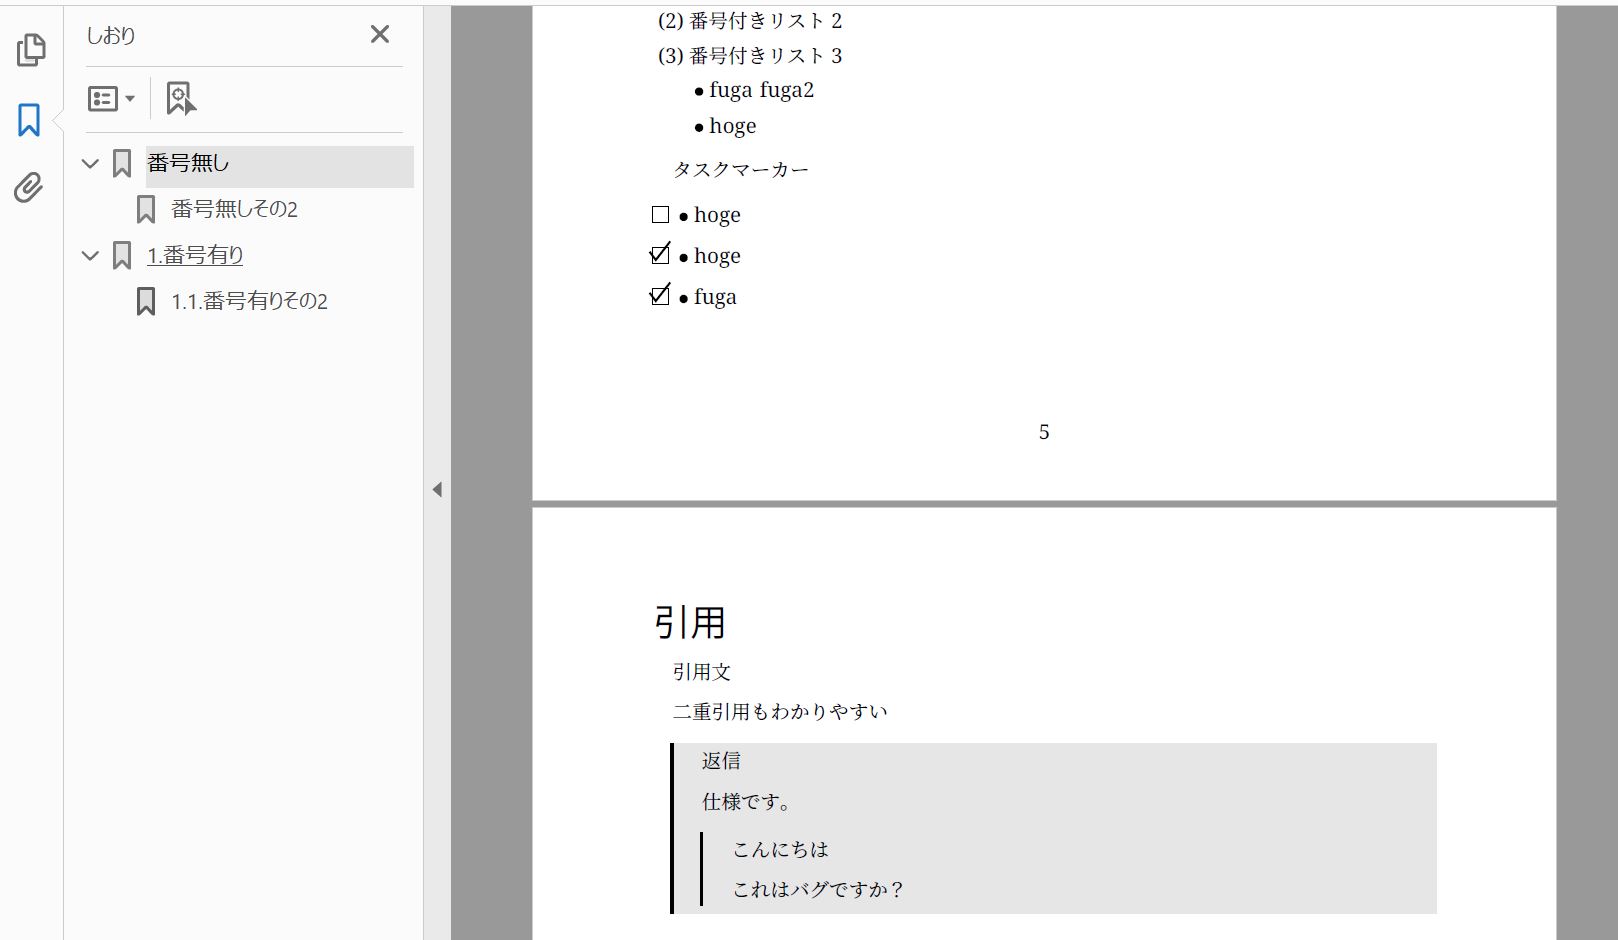 しおり
番号無し
番号無しその2
1.番号有り
1.1.番号有りその2
(2) 番号付きリスト 2
(3) 番号付きリスト 3
● fuga fuga2
● hoge
タスクマーカー
☐ ● hoge
☑ ● hoge
☑ ● fuga
5
引用
引用文
二重引用もわかりやすい
返信
仕様です。
こんにちは
これはバグですか？